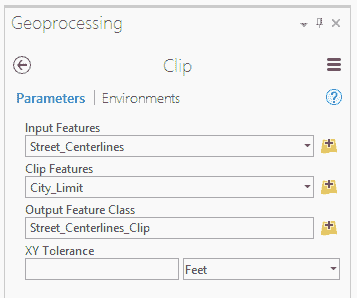 Geoprocessing
Clip
Parameters | Environments
Input Features
Street_Centerlines
Clip Features
City_Limit
Output Feature Class
Street_Centerlines_Clip
XY Tolerance
Feet